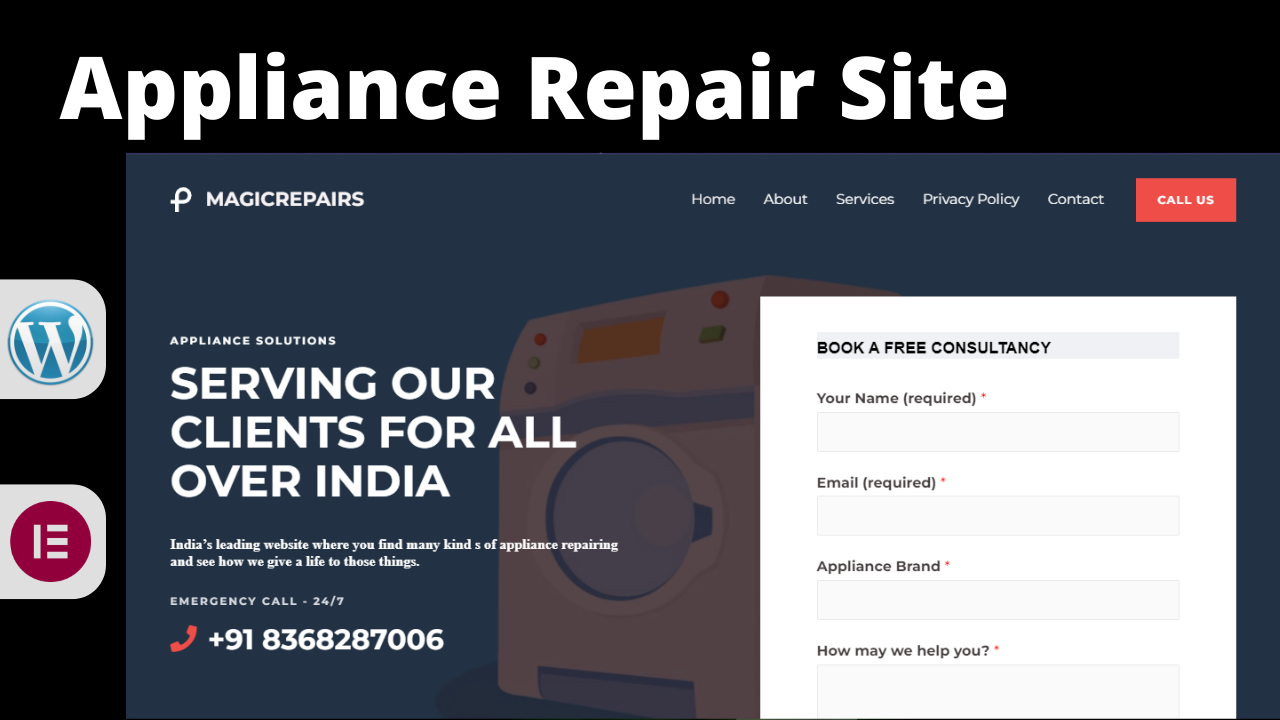 Appliance Repair Site
MAGICREPAIRS
Home About Services Privacy Policy Contact CALL US
APPLIANCE SOLUTIONS
SERVING OUR
CLIENTS FOR ALL
OVER INDIA
India's leading website where you find many kind s of appliance repairing
and see how we give a life to those things.
EMERGENCY CALL - 24/7
+91 8368287006
BOOK A FREE CONSULTANCY
Your Name (required) *
Email (required) *
Appliance Brand *
How may we help you? *